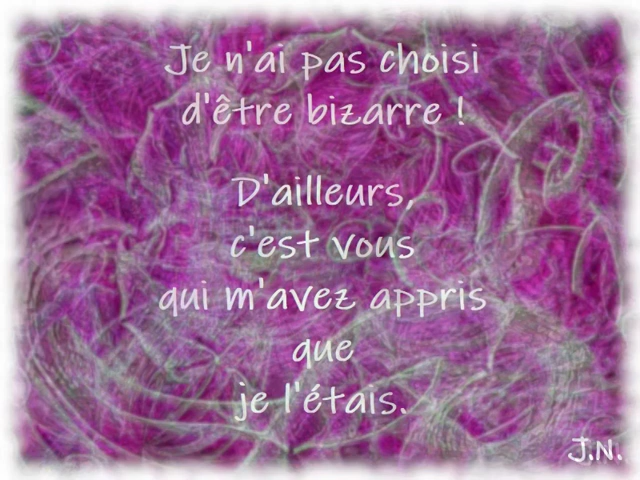 Je n'ai pas choisi
d'être bizarre !
D'ailleurs,
c'est vous
qui m'avez appris
que
je l'étais.
J.N.